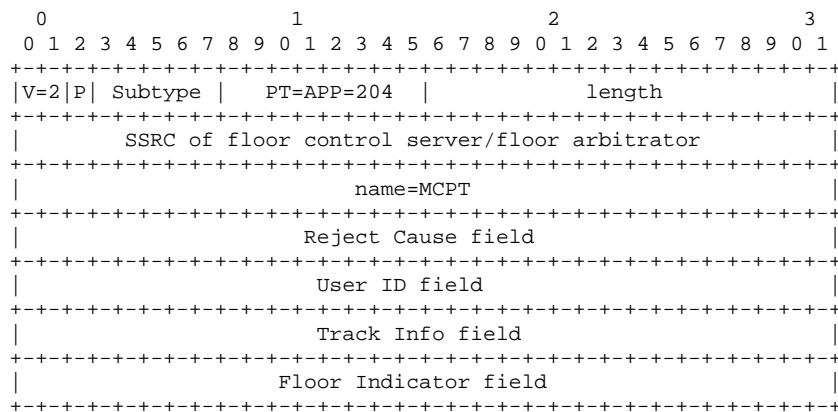 0                   1                   2                   3
0 1 2 3 4 5 6 7 8 9 0 1 2 3 4 5 6 7 8 9 0 1 2 3 4 5 6 7 8 9 0 1
+-+-+-+-+-+-+-+-+-+-+-+-+-+-+-+-+-+-+-+-+-+-+-+-+-+-+-+-+-+-+-+-+
|V=2|P| Subtype |   PT=APP=204  |            length             |
+-+-+-+-+-+-+-+-+-+-+-+-+-+-+-+-+-+-+-+-+-+-+-+-+-+-+-+-+-+-+-+-+
|        SSRC of floor control server/floor arbitrator          |
+-+-+-+-+-+-+-+-+-+-+-+-+-+-+-+-+-+-+-+-+-+-+-+-+-+-+-+-+-+-+-+-+
|                          name=MCPT                            |
+-+-+-+-+-+-+-+-+-+-+-+-+-+-+-+-+-+-+-+-+-+-+-+-+-+-+-+-+-+-+-+-+
|                      Reject Cause field                       |
+-+-+-+-+-+-+-+-+-+-+-+-+-+-+-+-+-+-+-+-+-+-+-+-+-+-+-+-+-+-+-+-+
|                       User ID field                           |
+-+-+-+-+-+-+-+-+-+-+-+-+-+-+-+-+-+-+-+-+-+-+-+-+-+-+-+-+-+-+-+-+
|                       Track Info field                        |
+-+-+-+-+-+-+-+-+-+-+-+-+-+-+-+-+-+-+-+-+-+-+-+-+-+-+-+-+-+-+-+-+
|                    Floor Indicator field                      |
+-+-+-+-+-+-+-+-+-+-+-+-+-+-+-+-+-+-+-+-+-+-+-+-+-+-+-+-+-+-+-+-+